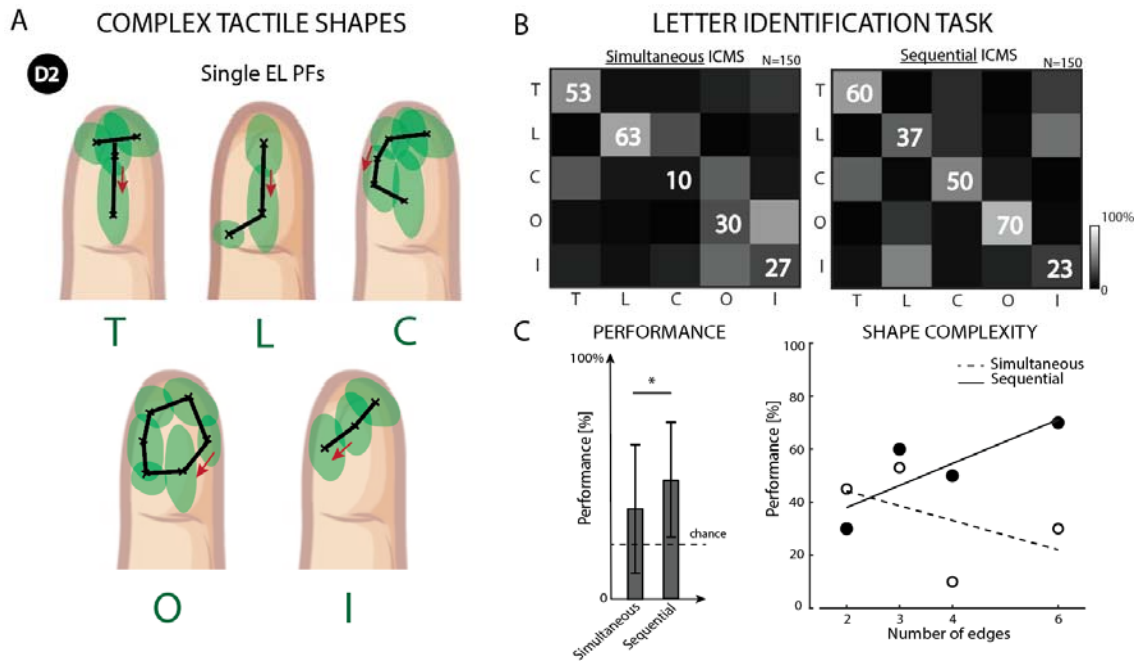 A
COMPLEX TACTILE SHAPES
D2
Single EL PFs
T L C
O I
B
LETTER IDENTIFICATION TASK
Simultaneous ICMS N=150
T
L
C
O
I
53
63
10
30
27
T L C O I
Sequential ICMS N=150
T
L
C
O
I
60
37
50
70
23
T L C O I
100%
0
C
PERFORMANCE
100%
Performance [%]
*
chance
0
Simultaneous
Sequential
SHAPE COMPLEXITY
Simultaneous
Sequential
Performance [%]
100
80
60
40
20
0
2 3 4 6
Number of edges